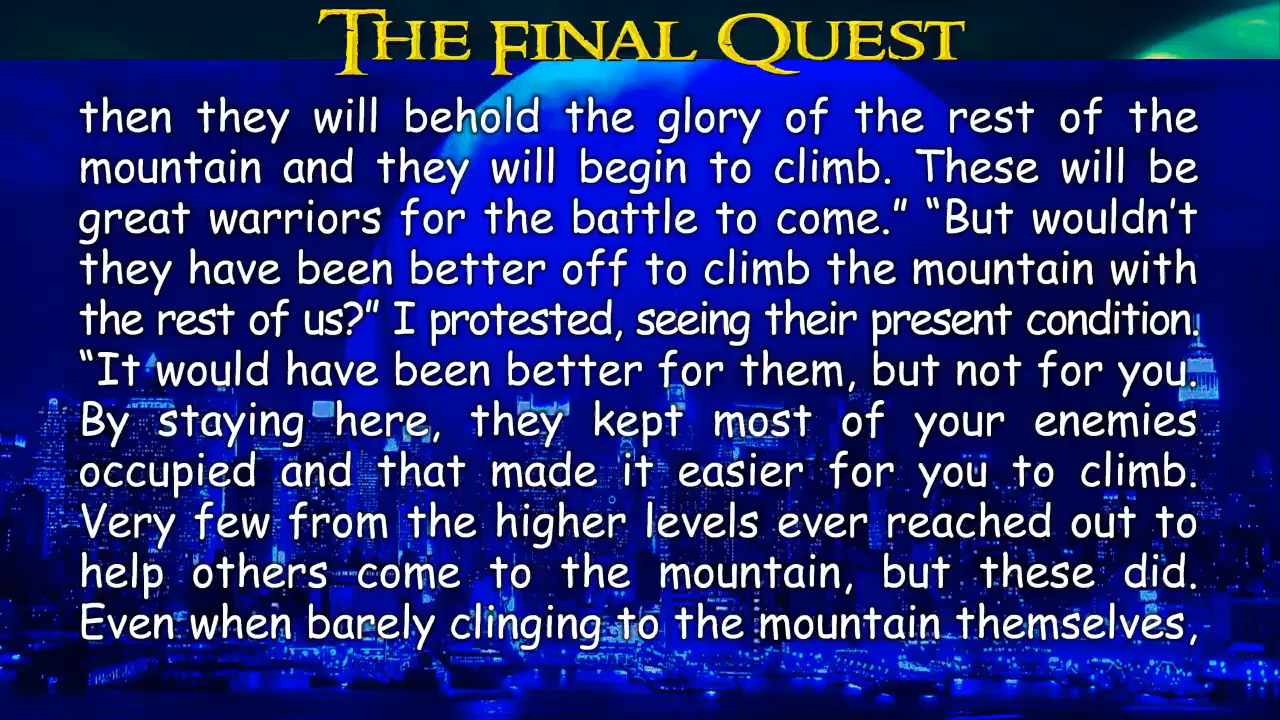 THE FINAL QUEST
then they will behold the glory of the rest of the
mountain and they will begin to climb. These will be
great warriors for the battle to come.” “But wouldn’t
they have been better off to climb the mountain with
the rest of us?” I protested, seeing their present condition.
“It would have been better for them, but not for you.
By staying here, they kept most of your enemies
occupied and that made it easier for you to climb.
Very few from the higher levels ever reached out to
help others come to the mountain, but these did.
Even when barely clinging to the mountain themselves,